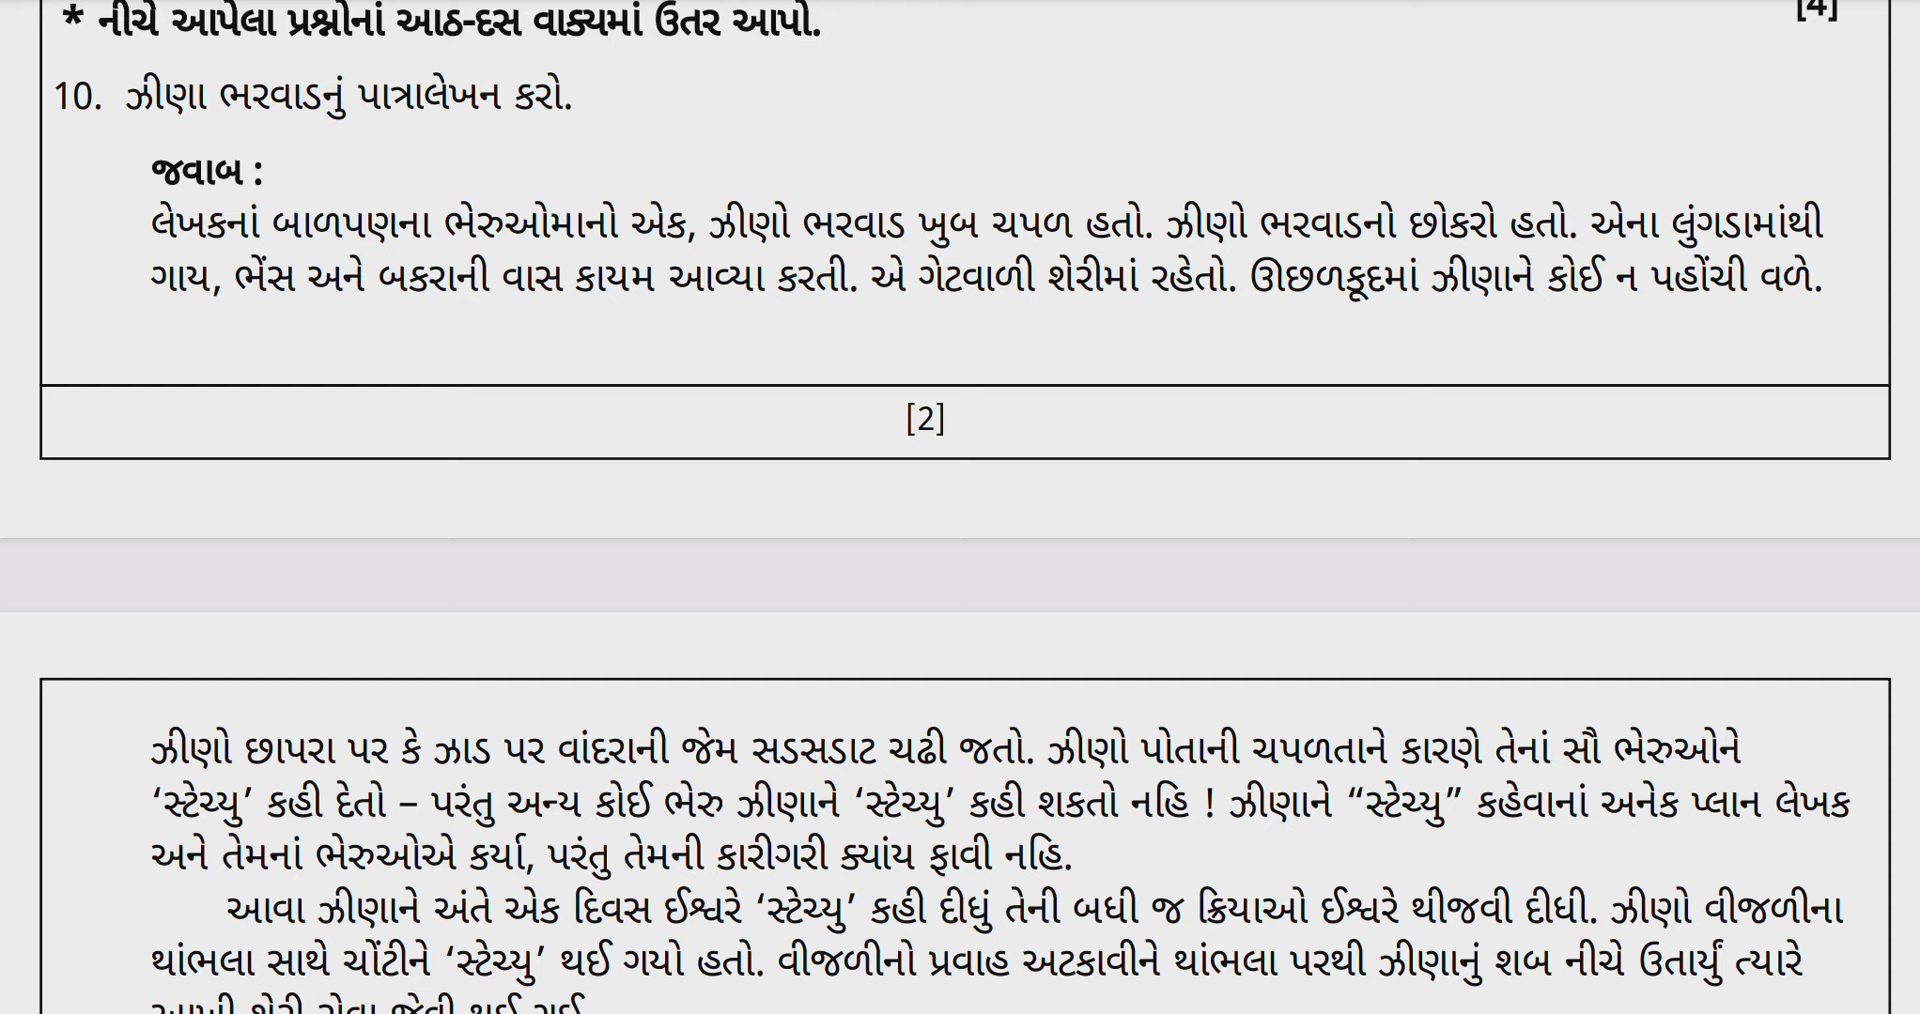 * નીચે આપેલા પ્રશ્નોનાં આઠ-દસ વાક્યમાં ઉતર આપો. [4]
10. ઝીણા ભરવાડનું પાત્રાલેખન કરો.
જવાબ :
લેખકનાં બાળપણના ભેરુઓમાનો એક, ઝીણો ભરવાડ ખુબ ચપળ હતો. ઝીણો ભરવાડનો છોકરો હતો. એના લુંગડામાંથી
ગાય, ભેંસ અને બકરાની વાસ કાયમ આવ્યા કરતી. એ ગેટવાળી શેરીમાં રહેતો. ઊછળકૂદમાં ઝીણાને કોઈ ન પહોંચી વળે.
[2]
ઝીણો છાપરા પર કે ઝાડ પર વાંદરાની જેમ સડસડાટ ચઢી જતો. ઝીણો પોતાની ચપળતાને કારણે તેનાં સૌ ભેરુઓને
‘સ્ટેચ્યુ’ કહી દેતો – પરંતુ અન્ય કોઈ ભેરુ ઝીણાને ‘સ્ટેચ્યુ’ કહી શકતો નહિ ! ઝીણાને “સ્ટેચ્યુ” કહેવાનાં અનેક પ્લાન લેખક
અને તેમનાં ભેરુઓએ કર્યા, પરંતુ તેમની કારીગરી ક્યાંય ફાવી નહિ.
આવા ઝીણાને અંતે એક દિવસ ઈશ્વરે ‘સ્ટેચ્યુ’ કહી દીધું તેની બધી જ ક્રિયાઓ ઈશ્વરે થીજવી દીધી. ઝીણો વીજળીના
થાંભલા સાથે ચોંટીને ‘સ્ટેચ્યુ’ થઈ ગયો હતો. વીજળીનો પ્રવાહ અટકાવીને થાંભલા પરથી ઝીણાનું શબ નીચે ઉતાર્યું ત્યારે